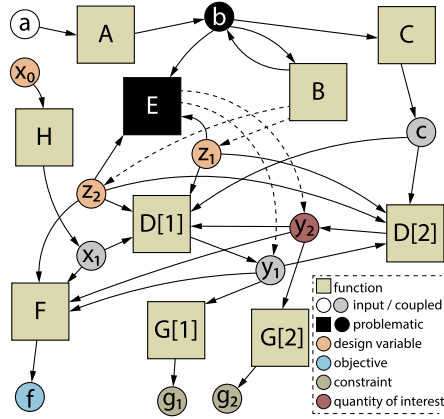 a
A
b
C
x₀
E
B
H
c
z₁
z₂
D[1]
y₂
D[2]
x₁
y₁
F
G[1]
G[2]
f
g₁
g₂
function
input / coupled
problematic
design variable
objective
constraint
quantity of interest